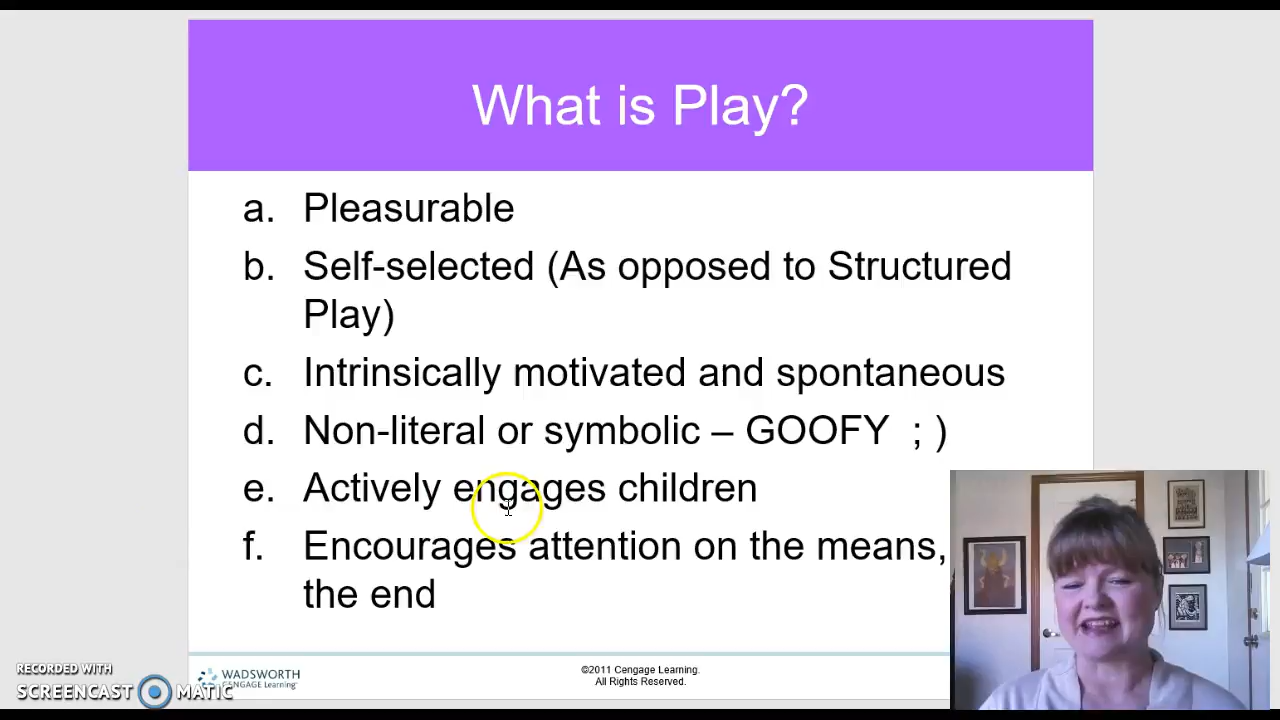 What is Play?
a. Pleasurable
b. Self-selected (As opposed to Structured
Play)
c. Intrinsically motivated and spontaneous
d. Non-literal or symbolic – GOOFY ; )
e. Actively engages children
f. Encourages attention on the means,
the end
RECORDED WITH
SCREENCAST MATIC
WADSWORTH
CENGAGE Learning™
©2011 Cengage Learning.
All Rights Reserved.